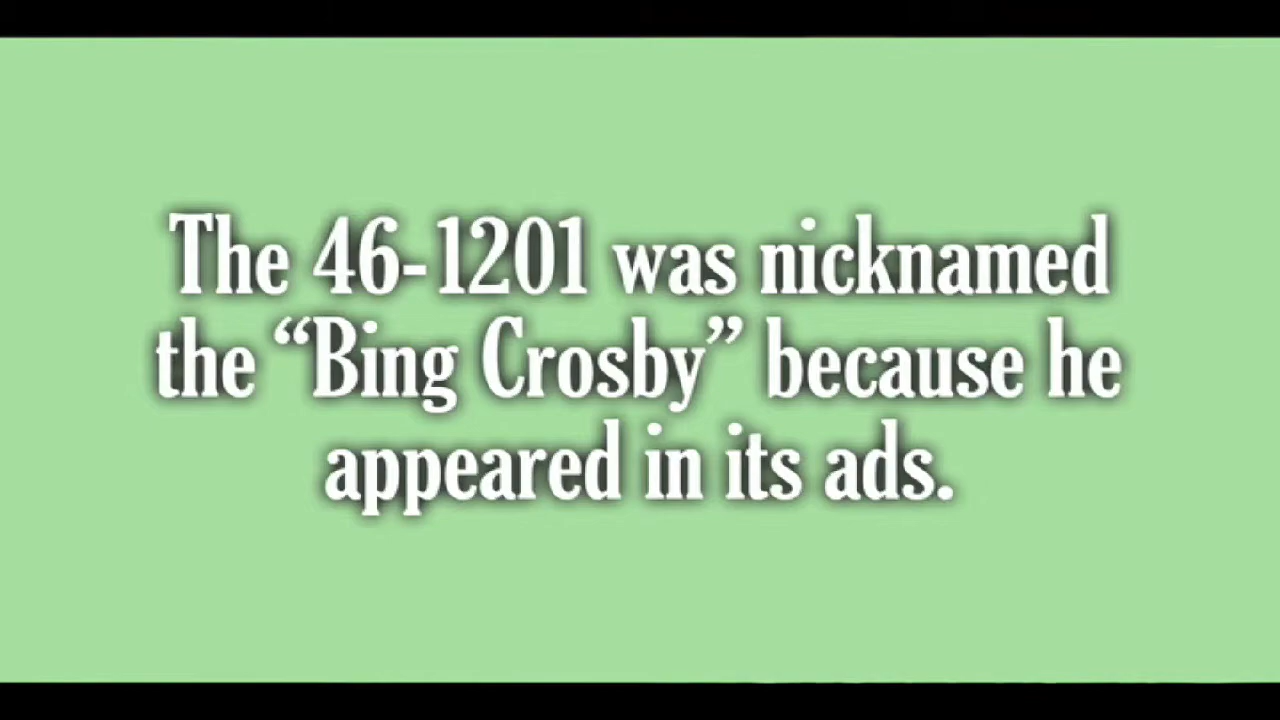 The 46-1201 was nicknamed
the “Bing Crosby” because he
appeared in its ads.